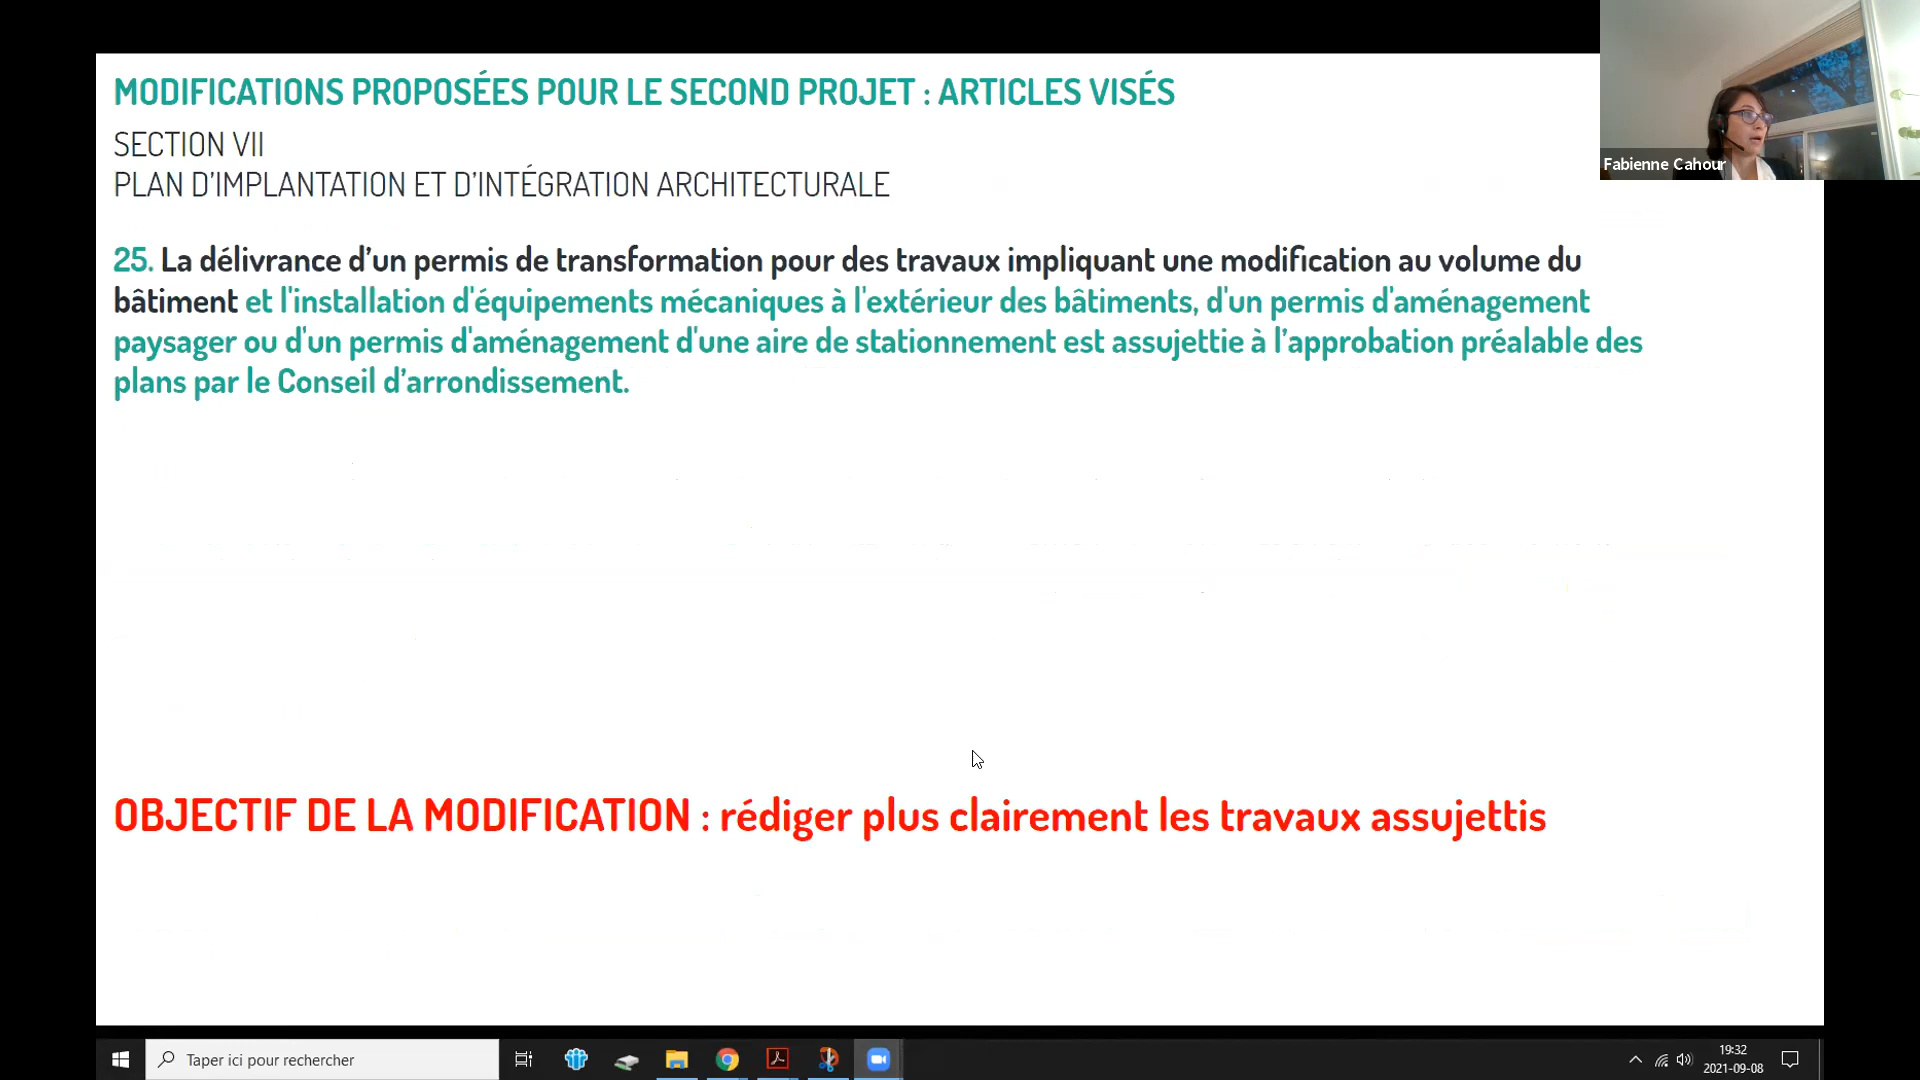 MODIFICATIONS PROPOSÉES POUR LE SECOND PROJET : ARTICLES VISÉS
SECTION VII
PLAN D’IMPLANTATION ET D’INTÉGRATION ARCHITECTURALE
25. La délivrance d’un permis de transformation pour des travaux impliquant une modification au volume du
bâtiment et l'installation d'équipements mécaniques à l'extérieur des bâtiments, d'un permis d'aménagement
paysager ou d'un permis d'aménagement d'une aire de stationnement est assujettie à l’approbation préalable des
plans par le Conseil d’arrondissement.
OBJECTIF DE LA MODIFICATION : rédiger plus clairement les travaux assujettis
Fabienne Cahour
Taper ici pour rechercher
19:32
2021-09-08